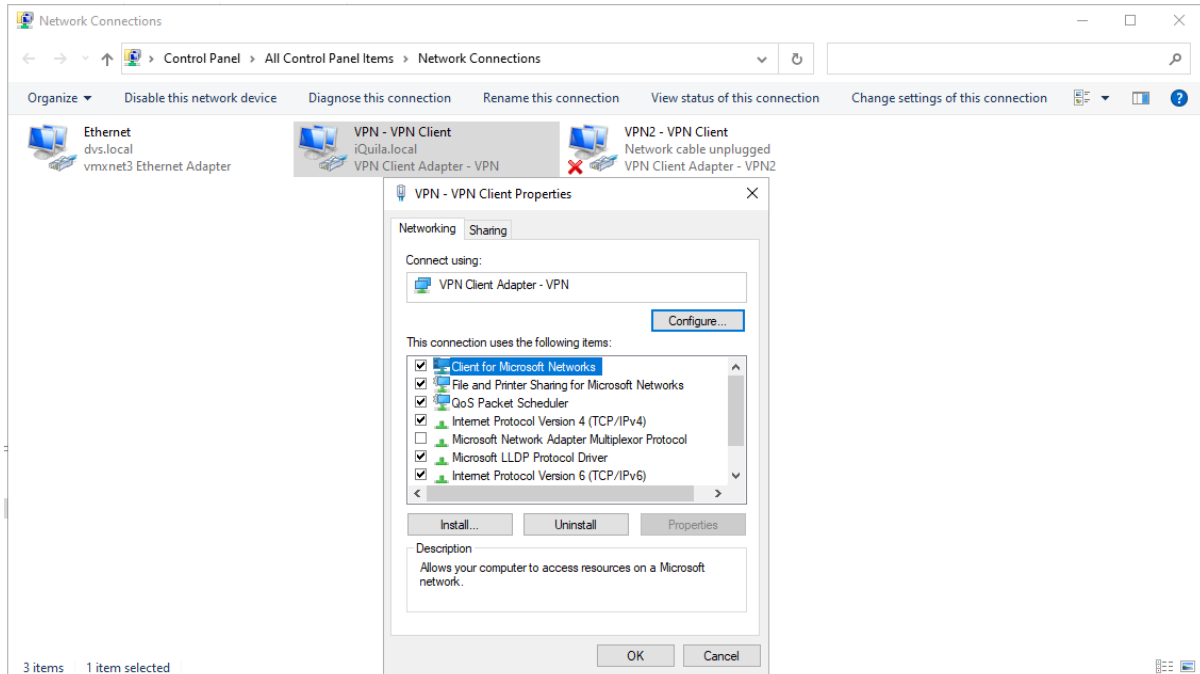 Network Connections
Control Panel > All Control Panel Items > Network Connections
Organize Disable this network device Diagnose this connection Rename this connection View status of this connection Change settings of this connection
Ethernet
dvs.local
vmxnet3 Ethernet Adapter
VPN - VPN Client
iQuila.local
VPN Client Adapter - VPN
VPN2 - VPN Client
Network cable unplugged
VPN Client Adapter - VPN2
VPN - VPN Client Properties
Networking Sharing
Connect using:
VPN Client Adapter - VPN
Configure...
This connection uses the following items:
Client for Microsoft Networks
File and Printer Sharing for Microsoft Networks
QoS Packet Scheduler
Internet Protocol Version 4 (TCP/IPv4)
Microsoft Network Adapter Multiplexor Protocol
Microsoft LLDP Protocol Driver
Internet Protocol Version 6 (TCP/IPv6)
Install... Uninstall Properties
Description
Allows your computer to access resources on a Microsoft
network.
OK Cancel
3 items 1 item selected